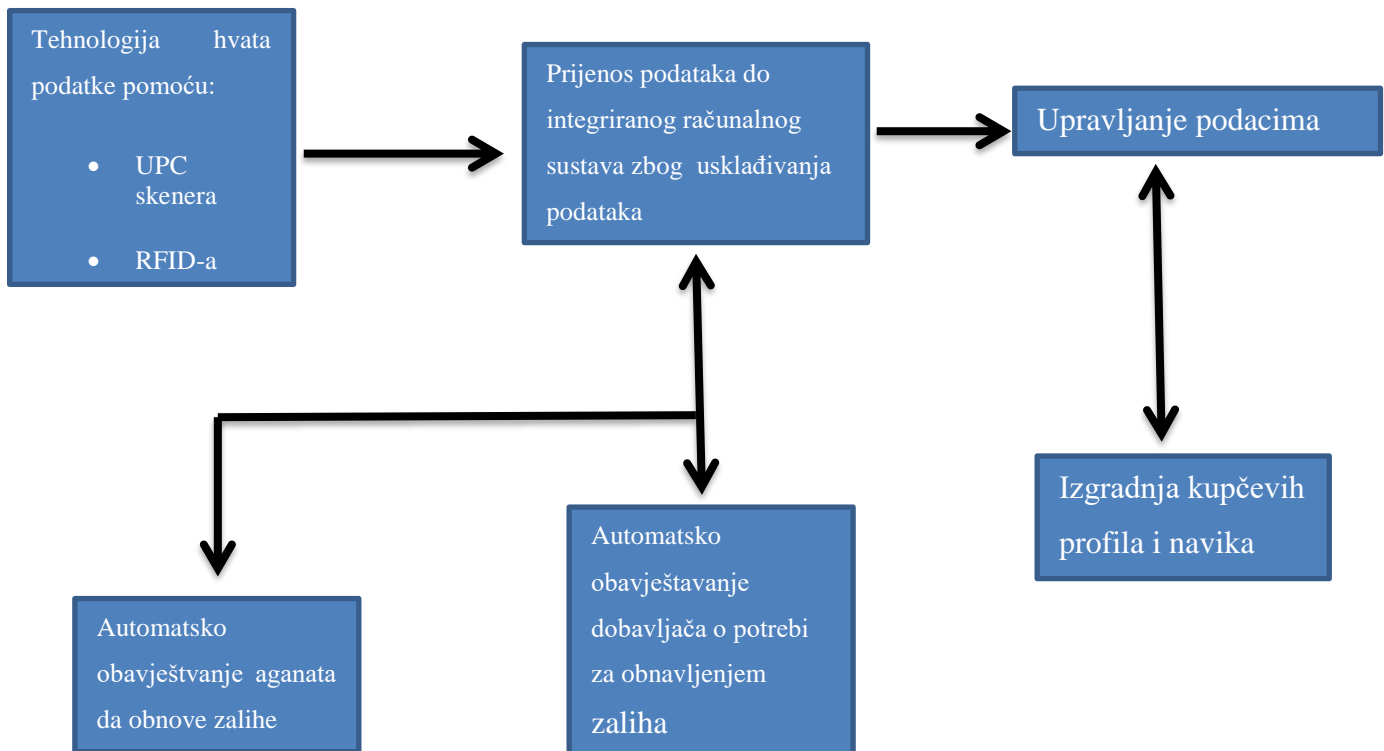 Tehnologija hvata
podatke pomoću:
• UPC
skenera
• RFID-a
Prijenos podataka do
integriranog računalnog
sustava zbog usklađivanja
podataka
Upravljanje podacima
Automatsko
obavještvanje aganata
da obnove zalihe
Automatsko
obavještavanje
dobavljača o potrebi
za obnavljenjem
zaliha
Izgradnja kupčevih
profila i navika